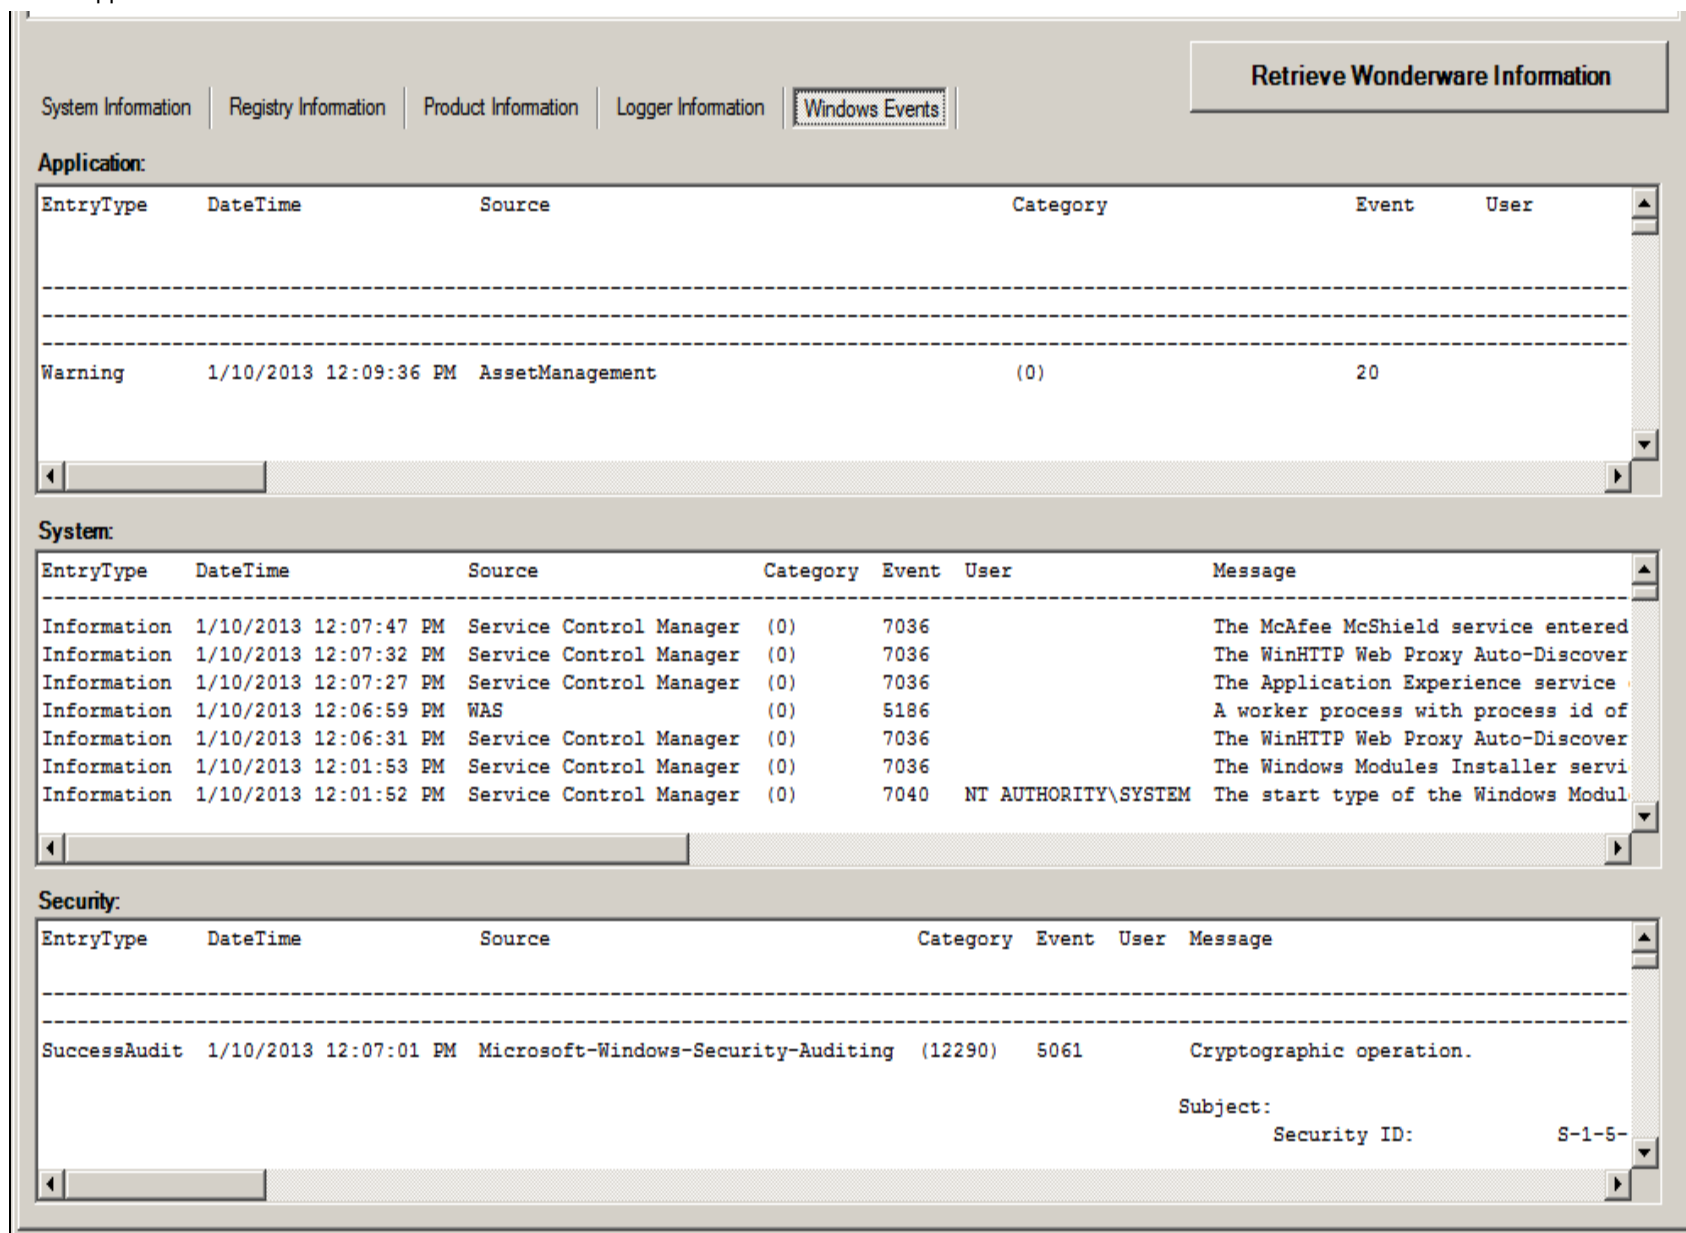 Retrieve Wonderware Information
System Information Registry Information Product Information Logger Information Windows Events
Application:
EntryType DateTime Source Category Event User
--------------------------------------------------------------------------------------------------------------------------------------
--------------------------------------------------------------------------------------------------------------------------------------
--------------------------------------------------------------------------------------------------------------------------------------
Warning 1/10/2013 12:09:36 PM AssetManagement (0) 20
System:
EntryType DateTime Source Category Event User Message
--------------------------------------------------------------------------------------------------------------------------------------
Information 1/10/2013 12:07:47 PM Service Control Manager (0) 7036 The McAfee McShield service entered
Information 1/10/2013 12:07:32 PM Service Control Manager (0) 7036 The WinHTTP Web Proxy Auto-Discover
Information 1/10/2013 12:07:27 PM Service Control Manager (0) 7036 The Application Experience service
Information 1/10/2013 12:06:59 PM WAS (0) 5186 A worker process with process id of
Information 1/10/2013 12:06:31 PM Service Control Manager (0) 7036 The WinHTTP Web Proxy Auto-Discover
Information 1/10/2013 12:01:53 PM Service Control Manager (0) 7036 The Windows Modules Installer servi
Information 1/10/2013 12:01:52 PM Service Control Manager (0) 7040 NT AUTHORITY\SYSTEM The start type of the Windows Modul
Security:
EntryType DateTime Source Category Event User Message
--------------------------------------------------------------------------------------------------------------------------------------
--------------------------------------------------------------------------------------------------------------------------------------
SuccessAudit 1/10/2013 12:07:01 PM Microsoft-Windows-Security-Auditing (12290) 5061 Cryptographic operation.
Subject:
Security ID: S-1-5-